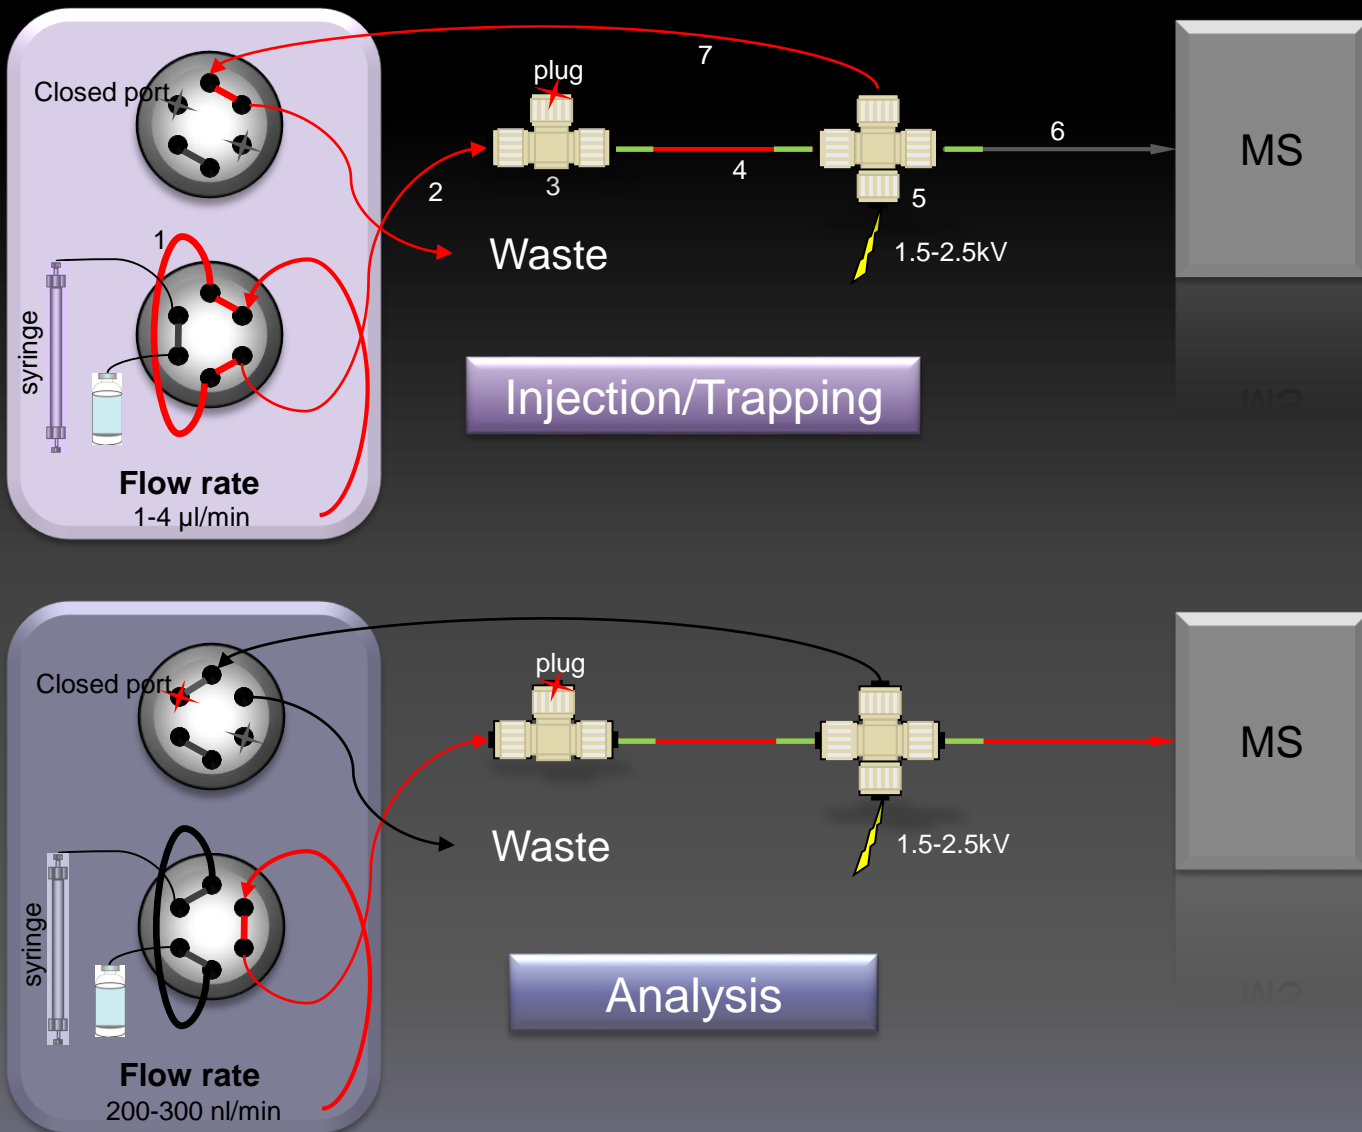 7
plug
Closed port
6
MS
4
3
2
5
Waste
1.5-2.5kV
1
syringe
Injection/Trapping
Flow rate
1-4 µl/min
plug
Closed port
MS
Waste
1.5-2.5kV
syringe
Analysis
Flow rate
200-300 nl/min